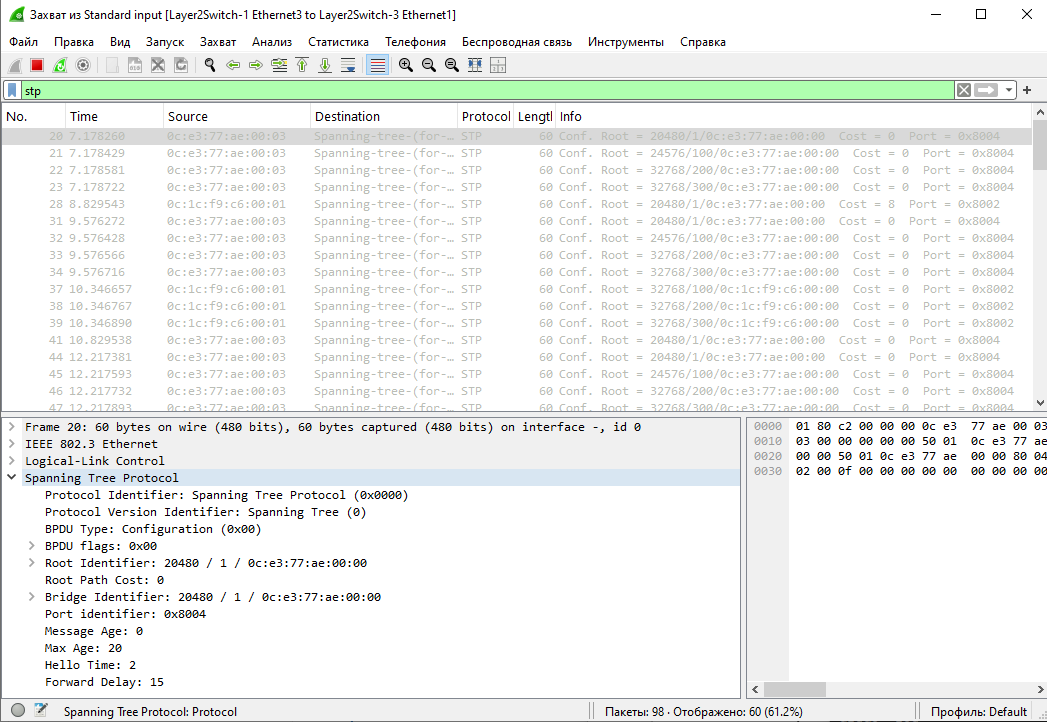 Захват из Standard input [Layer2Switch-1 Ethernet3 to Layer2Switch-3 Ethernet1]
Файл Правка Вид Запуск Захват Анализ Статистика Телефония Беспроводная связь Инструменты Справка
stp
No. Time Source Destination Protocol Lengtl Info
20 7.178260 0c:e3:77:ae:00:03 Spanning-tree-(for-… STP 60 Conf. Root = 20480/1/0c:e3:77:ae:00:00 Cost = 0 Port = 0x8004
21 7.178429 0c:e3:77:ae:00:03 Spanning-tree-(for-… STP 60 Conf. Root = 24576/100/0c:e3:77:ae:00:00 Cost = 0 Port = 0x8004
22 7.178581 0c:e3:77:ae:00:03 Spanning-tree-(for-… STP 60 Conf. Root = 32768/200/0c:e3:77:ae:00:00 Cost = 0 Port = 0x8004
23 7.178722 0c:e3:77:ae:00:03 Spanning-tree-(for-… STP 60 Conf. Root = 32768/300/0c:e3:77:ae:00:00 Cost = 0 Port = 0x8004
28 8.829543 0c:1c:f9:c6:00:01 Spanning-tree-(for-… STP 60 Conf. Root = 20480/1/0c:e3:77:ae:00:00 Cost = 8 Port = 0x8002
31 9.576272 0c:e3:77:ae:00:03 Spanning-tree-(for-… STP 60 Conf. Root = 20480/1/0c:e3:77:ae:00:00 Cost = 0 Port = 0x8004
32 9.576428 0c:e3:77:ae:00:03 Spanning-tree-(for-… STP 60 Conf. Root = 24576/100/0c:e3:77:ae:00:00 Cost = 0 Port = 0x8004
33 9.576566 0c:e3:77:ae:00:03 Spanning-tree-(for-… STP 60 Conf. Root = 32768/200/0c:e3:77:ae:00:00 Cost = 0 Port = 0x8004
34 9.576716 0c:e3:77:ae:00:03 Spanning-tree-(for-… STP 60 Conf. Root = 32768/300/0c:e3:77:ae:00:00 Cost = 0 Port = 0x8004
37 10.346657 0c:1c:f9:c6:00:01 Spanning-tree-(for-… STP 60 Conf. Root = 32768/100/0c:1c:f9:c6:00:00 Cost = 0 Port = 0x8002
38 10.346767 0c:1c:f9:c6:00:01 Spanning-tree-(for-… STP 60 Conf. Root = 32768/200/0c:1c:f9:c6:00:00 Cost = 0 Port = 0x8002
39 10.346890 0c:1c:f9:c6:00:01 Spanning-tree-(for-… STP 60 Conf. Root = 32768/300/0c:1c:f9:c6:00:00 Cost = 0 Port = 0x8002
41 10.829538 0c:e3:77:ae:00:03 Spanning-tree-(for-… STP 60 Conf. Root = 20480/1/0c:e3:77:ae:00:00 Cost = 0 Port = 0x8004
44 12.217381 0c:e3:77:ae:00:03 Spanning-tree-(for-… STP 60 Conf. Root = 20480/1/0c:e3:77:ae:00:00 Cost = 0 Port = 0x8004
45 12.217593 0c:e3:77:ae:00:03 Spanning-tree-(for-… STP 60 Conf. Root = 24576/100/0c:e3:77:ae:00:00 Cost = 0 Port = 0x8004
46 12.217732 0c:e3:77:ae:00:03 Spanning-tree-(for-… STP 60 Conf. Root = 32768/200/0c:e3:77:ae:00:00 Cost = 0 Port = 0x8004
47 12.217893 0c:e3:77:ae:00:03 Spanning-tree-(for-… STP 60 Conf. Root = 32768/300/0c:e3:77:ae:00:00 Cost = 0 Port = 0x8004
Frame 20: 60 bytes on wire (480 bits), 60 bytes captured (480 bits) on interface -, id 0
IEEE 802.3 Ethernet
Logical-Link Control
Spanning Tree Protocol
Protocol Identifier: Spanning Tree Protocol (0x0000)
Protocol Version Identifier: Spanning Tree (0)
BPDU Type: Configuration (0x00)
BPDU flags: 0x00
Root Identifier: 20480 / 1 / 0c:e3:77:ae:00:00
Root Path Cost: 0
Bridge Identifier: 20480 / 1 / 0c:e3:77:ae:00:00
Port identifier: 0x8004
Message Age: 0
Max Age: 20
Hello Time: 2
Forward Delay: 15
0000 01 80 c2 00 00 00 0c e3 77 ae 00 03
0010 03 00 00 00 00 00 50 01 0c e3 77 ae
0020 00 00 50 01 0c e3 77 ae 00 00 80 04
0030 02 00 0f 00 00 00 00 00 00 00 00 00
Spanning Tree Protocol: Protocol
Пакеты: 98 · Отображено: 60 (61.2%)
Профиль: Default